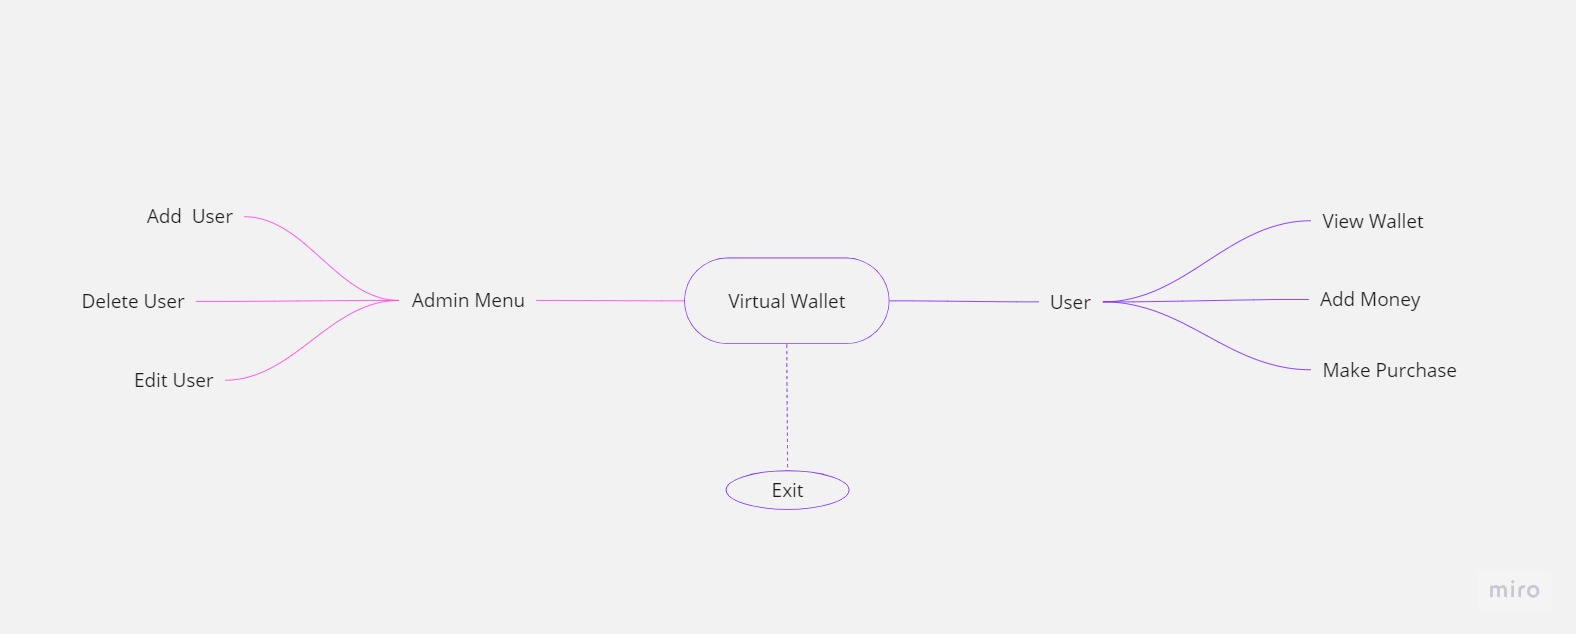 Add  User
Delete User
Edit User
Admin Menu
Virtual Wallet
Exit
User
View Wallet
Add Money
Make Purchase
miro